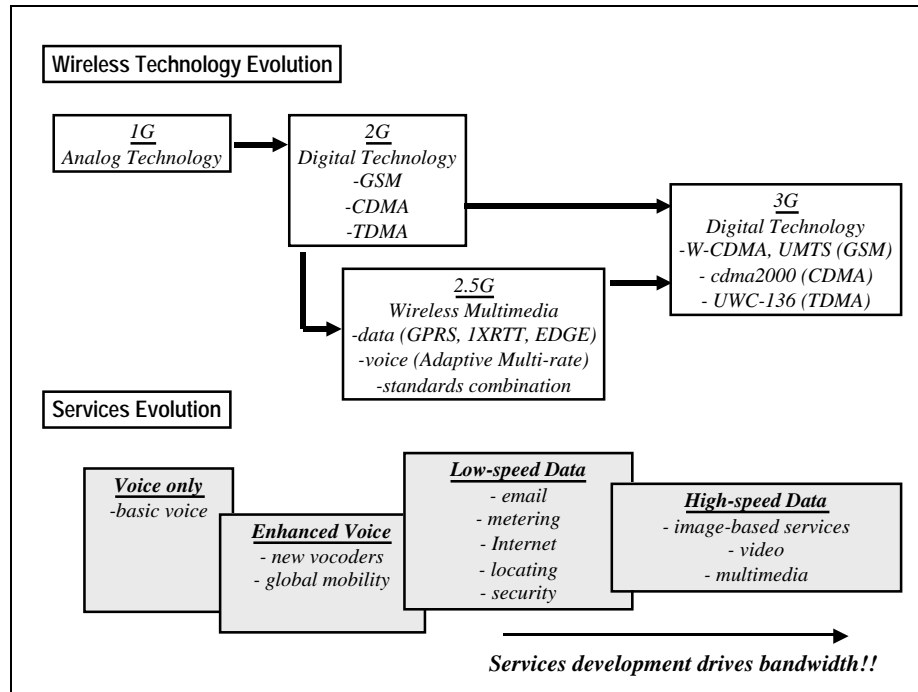 Wireless Technology Evolution
1G
Analog Technology
2G
Digital Technology
-GSM
-CDMA
-TDMA
3G
Digital Technology
-W-CDMA, UMTS (GSM)
- cdma2000 (CDMA)
- UWC-136 (TDMA)
2.5G
Wireless Multimedia
-data (GPRS, 1XRTT, EDGE)
-voice (Adaptive Multi-rate)
-standards combination
Services Evolution
Voice only
-basic voice
Enhanced Voice
- new vocoders
- global mobility
Low-speed Data
- email
- metering
- Internet
- locating
- security
High-speed Data
- image-based services
- video
- multimedia
Services development drives bandwidth!!